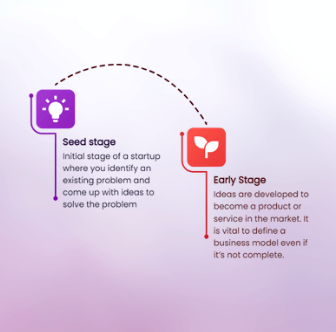 Seed stage
Initial stage of a startup
where you identify an
existing problem and
come up with ideas to
solve the problem
Early Stage
Ideas are developed to
become a product or
service in the market. It
is vital to define a
business model even if
it's not complete.